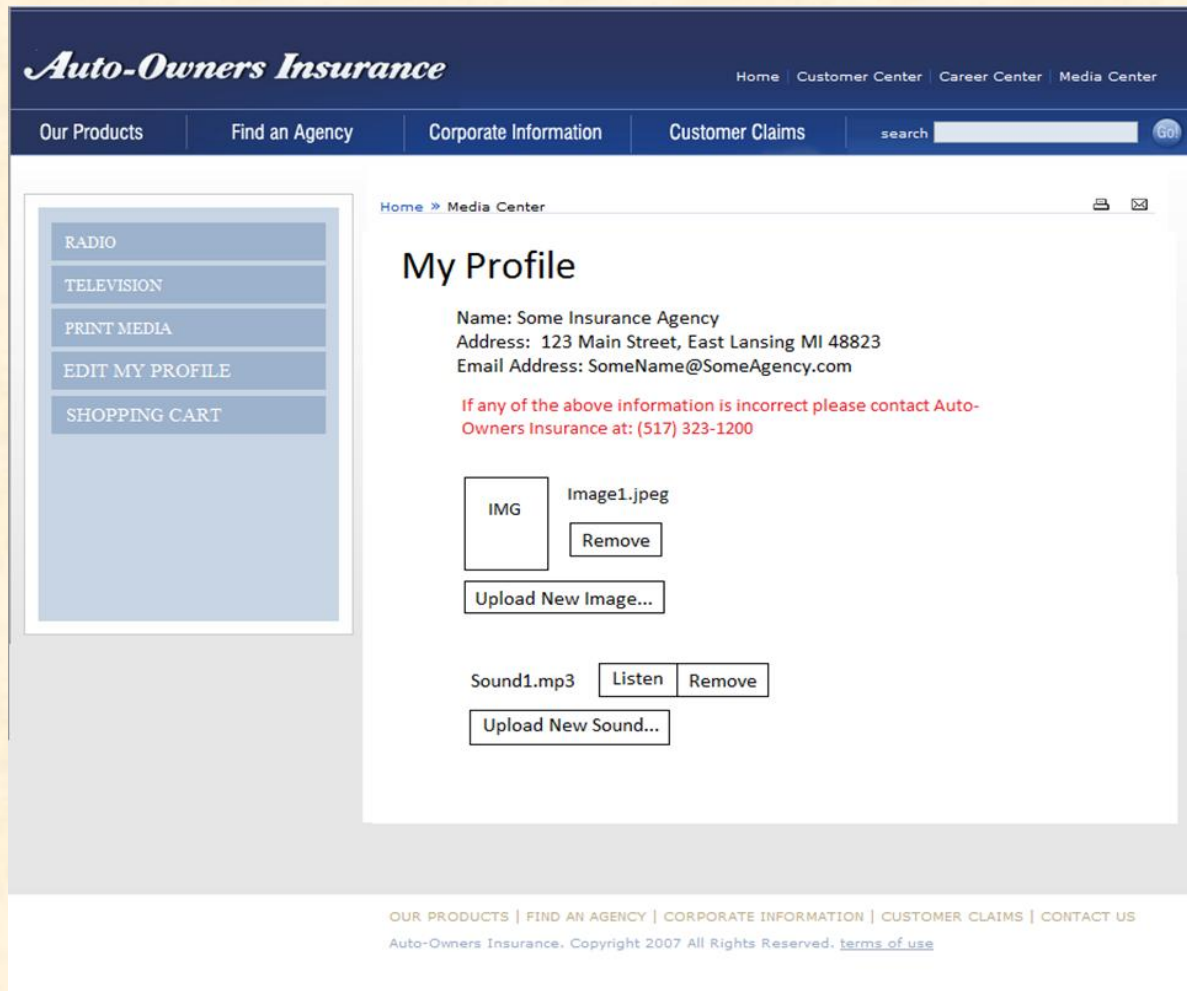 Auto-Owners Insurance
Home | Customer Center | Career Center | Media Center
Our Products Find an Agency Corporate Information Customer Claims search Go!
Home » Media Center
RADIO
TELEVISION
PRINT MEDIA
EDIT MY PROFILE
SHOPPING CART
My Profile
Name: Some Insurance Agency
Address: 123 Main Street, East Lansing MI 48823
Email Address: SomeName@SomeAgency.com
If any of the above information is incorrect please contact Auto-
Owners Insurance at: (517) 323-1200
IMG
Image1.jpeg
Remove
Upload New Image...
Sound1.mp3 Listen Remove
Upload New Sound...
OUR PRODUCTS | FIND AN AGENCY | CORPORATE INFORMATION | CUSTOMER CLAIMS | CONTACT US
Auto-Owners Insurance. Copyright 2007 All Rights Reserved. terms of use